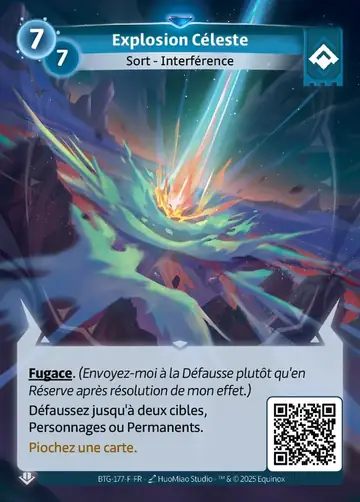 7
7
Explosion Céleste
Sort - Interférence
Fugace. (Envoyez-moi à la Défausse plutôt qu'en
Réserve après résolution de mon effet.)
Défaussez jusqu'à deux cibles,
Personnages ou Permanents.
Piochez une carte.
BTG-177-F-FR - HuoMiao Studio - ™ & © 2025 Equinox